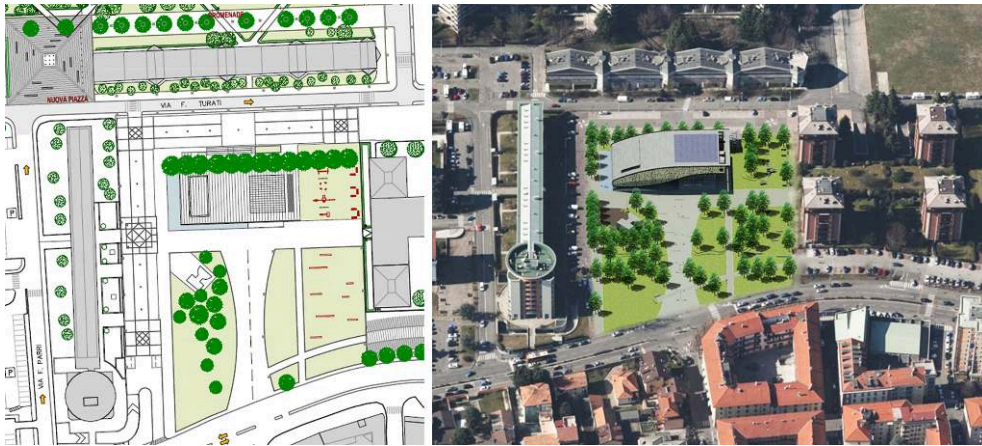 PROMENADE
NUOVA PIAZZA
VIA F. TURATI
P
P
VIA F. PARRI